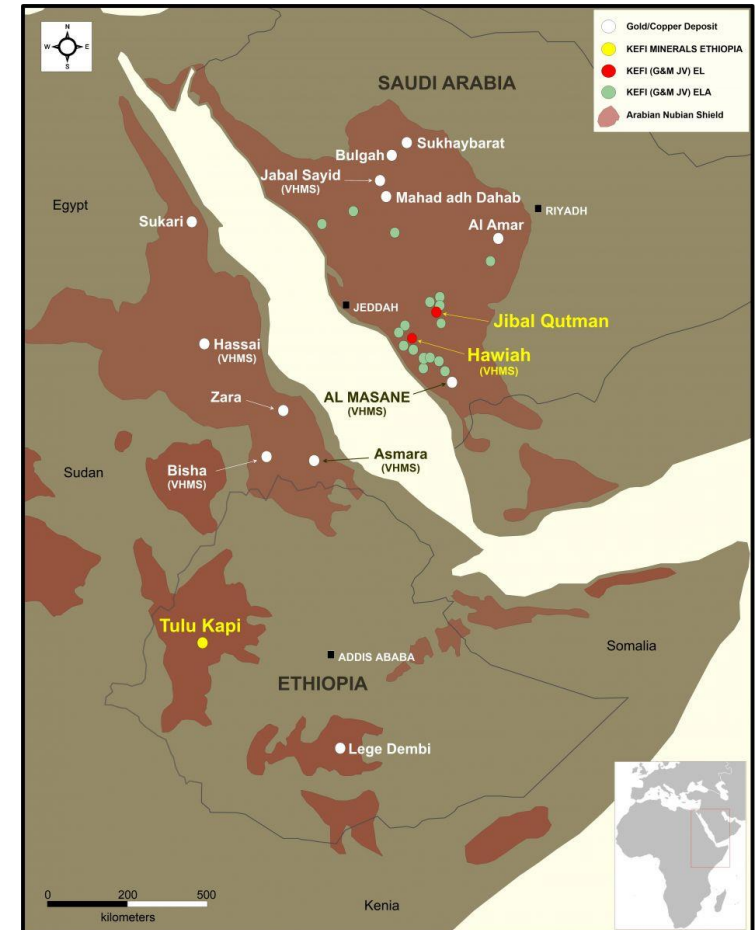 N
W E
S
Gold/Copper Deposit
KEFI MINERALS ETHIOPIA
KEFI (G&M JV) EL
KEFI (G&M JV) ELA
Arabian Nubian Shield
SAUDI ARABIA
Sukhaybarat
Bulgah
Jabal Sayid
(VHMS)
Mahad adh Dahab
Egypt
RIYADH
Sukari
Al Amar
JEDDAH
Jibal Qutman
Hassai
(VHMS)
Hawiah
(VHMS)
Zara
AL MASANE
(VHMS)
Asmara
(VHMS)
Bisha
(VHMS)
Sudan
Tulu Kapi
Somalia
ADDIS ABABA
ETHIOPIA
Lege Dembi
0 200 500
kilometers
Kenia